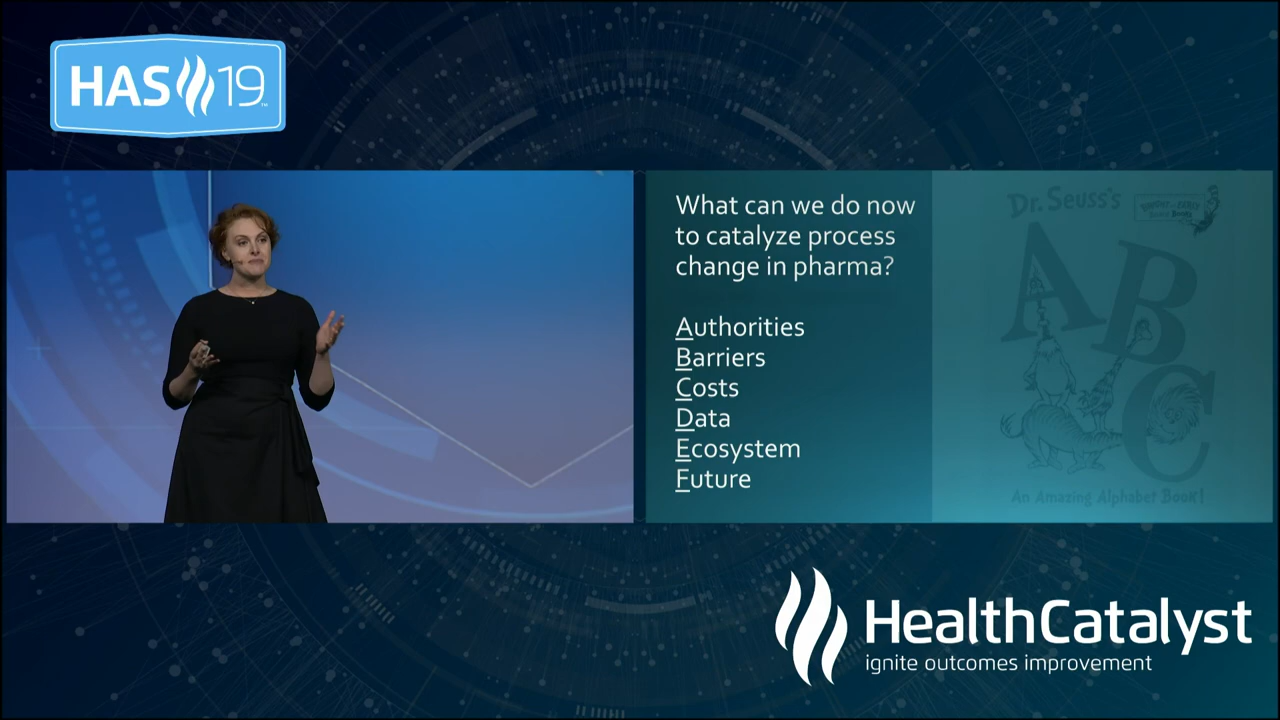 HAS 19™
What can we do now
to catalyze process
change in pharma?
Authorities
Barriers
Costs
Data
Ecosystem
Future
Dr. Seuss's
ABC
An Amazing Alphabet Book!
HealthCatalyst
ignite outcomes improvement